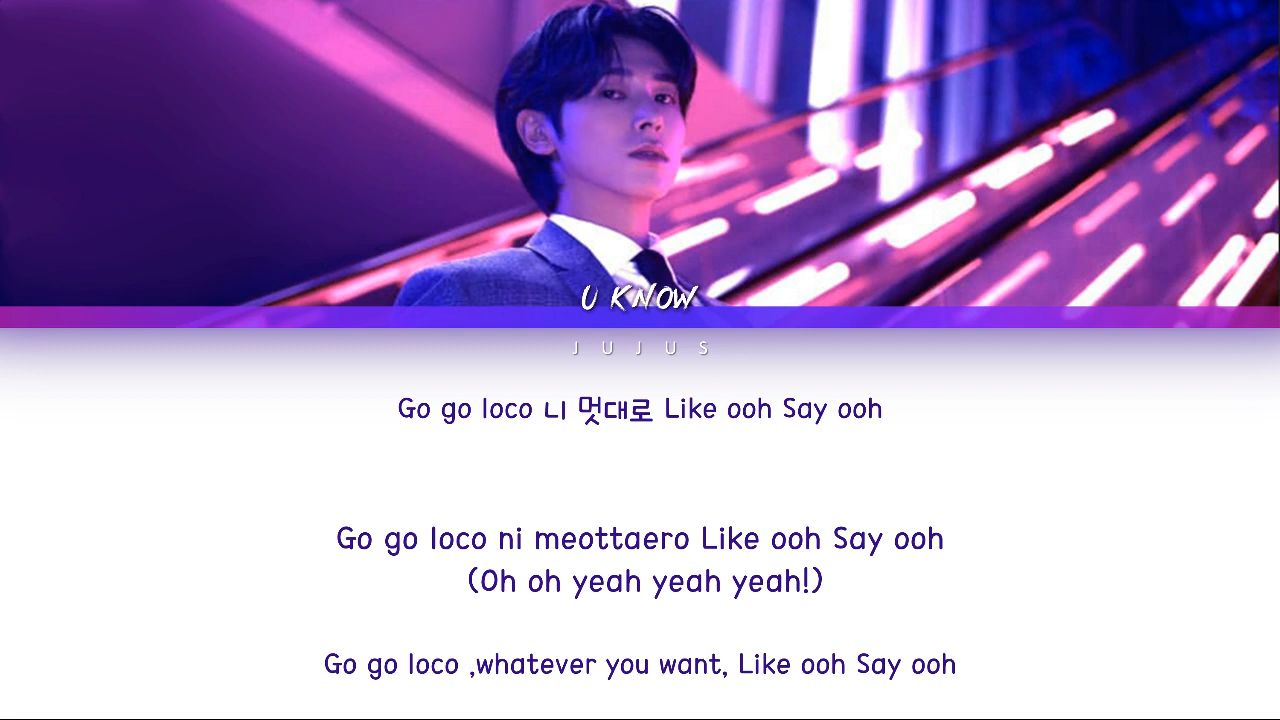 U KNOW
JUJUS
Go go loco 니 멋대로 Like ooh Say ooh
Go go loco ni meottaero Like ooh Say ooh
(Oh oh yeah yeah yeah!)
Go go loco ,whatever you want, Like ooh Say ooh